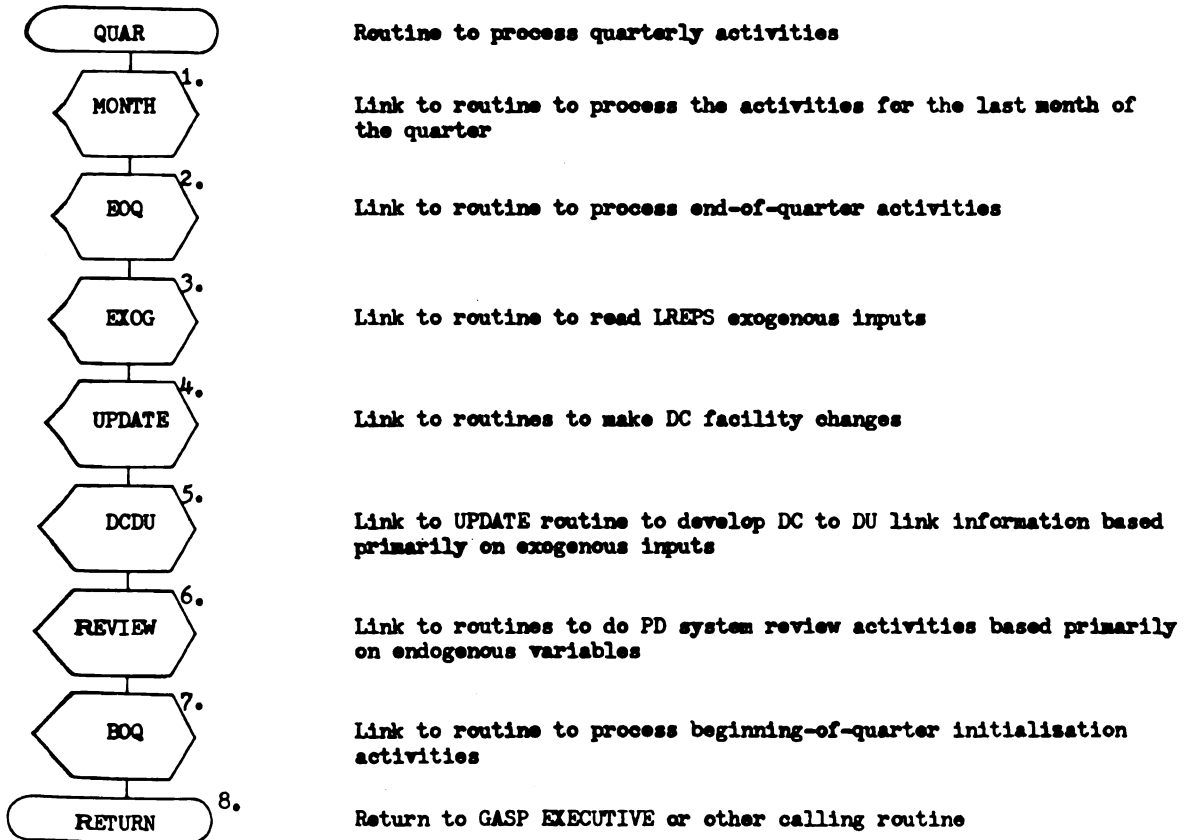 QUAR
Routine to process quarterly activities
1.
MONTH
Link to routine to process the activities for the last month of
the quarter
2.
EOQ
Link to routine to process end-of-quarter activities
3.
EXOG
Link to routine to read LREPS exogenous inputs
4.
UPDATE
Link to routines to make DC facility changes
5.
DCDU
Link to UPDATE routine to develop DC to DU link information based
primarily on exogenous inputs
6.
REVIEW
Link to routines to do PD system review activities based primarily
on endogenous variables
7.
BOQ
Link to routine to process beginning-of-quarter initialization
activities
8.
RETURN
Return to GASP EXECUTIVE or other calling routine